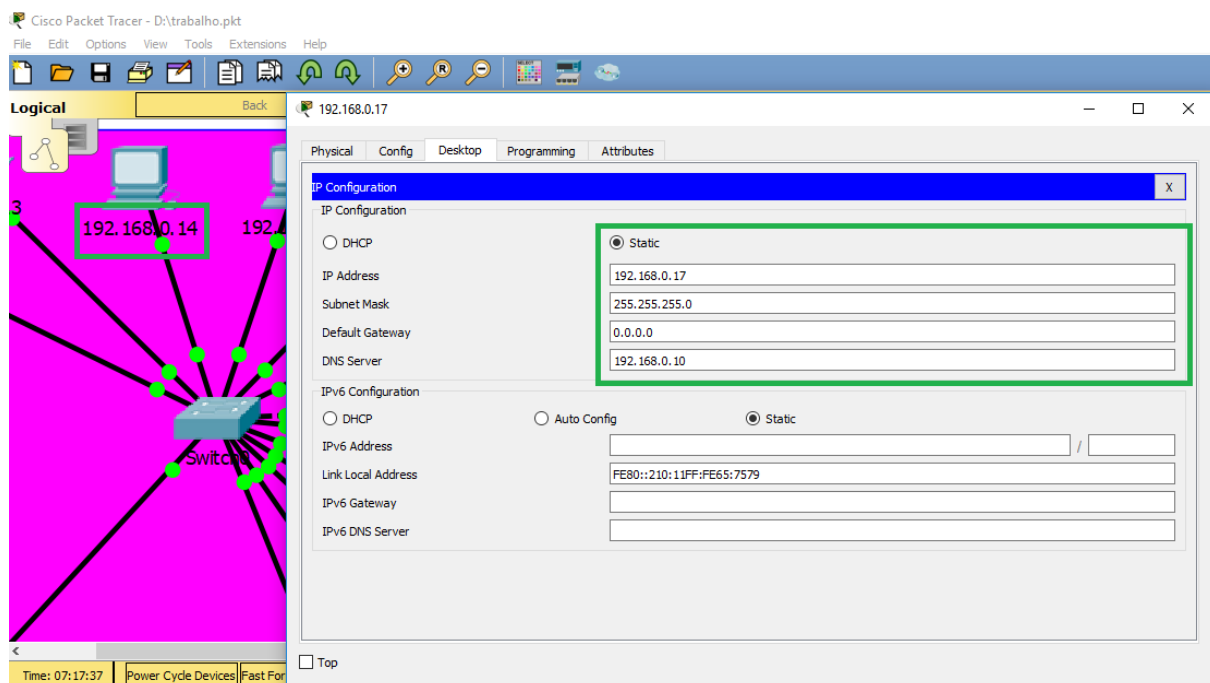 Cisco Packet Tracer - D:\trabalho.pkt
File Edit Options View Tools Extensions Help
Logical
Back
192.168.0.17
Physical Config Desktop Programming Attributes
IP Configuration X
IP Configuration
DHCP Static
IP Address 192.168.0.17
Subnet Mask 255.255.255.0
Default Gateway 0.0.0.0
DNS Server 192.168.0.10
IPv6 Configuration
DHCP Auto Config Static
IPv6 Address /
Link Local Address FE80::210:11FF:FE65:7579
IPv6 Gateway
IPv6 DNS Server
Top
3
192.168.0.14
192.
Switch0
Time: 07:17:37 Power Cycle Devices Fast For